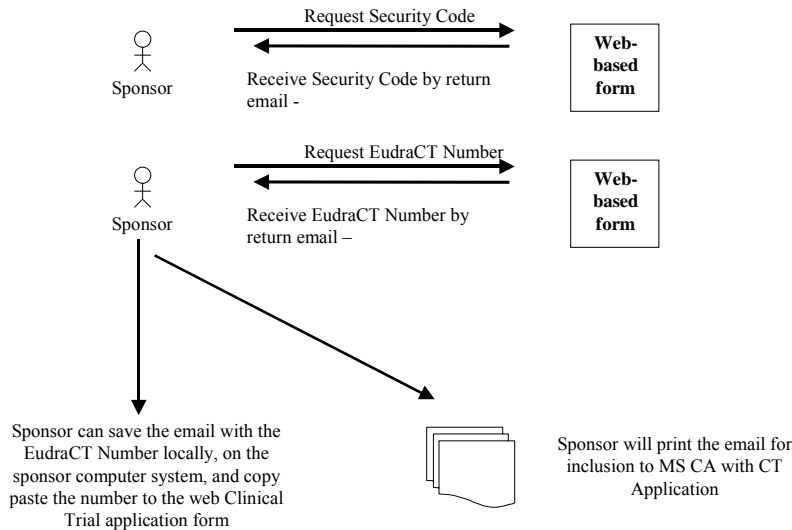 Request Security Code
Web-
based
form
Sponsor
Receive Security Code by return
email -
Request EudraCT Number
Web-
based
form
Sponsor
Receive EudraCT Number by
return email –
Sponsor can save the email with the
EudraCT Number locally, on the
sponsor computer system, and copy
paste the number to the web Clinical
Trial application form
Sponsor will print the email for
inclusion to MS CA with CT
Application